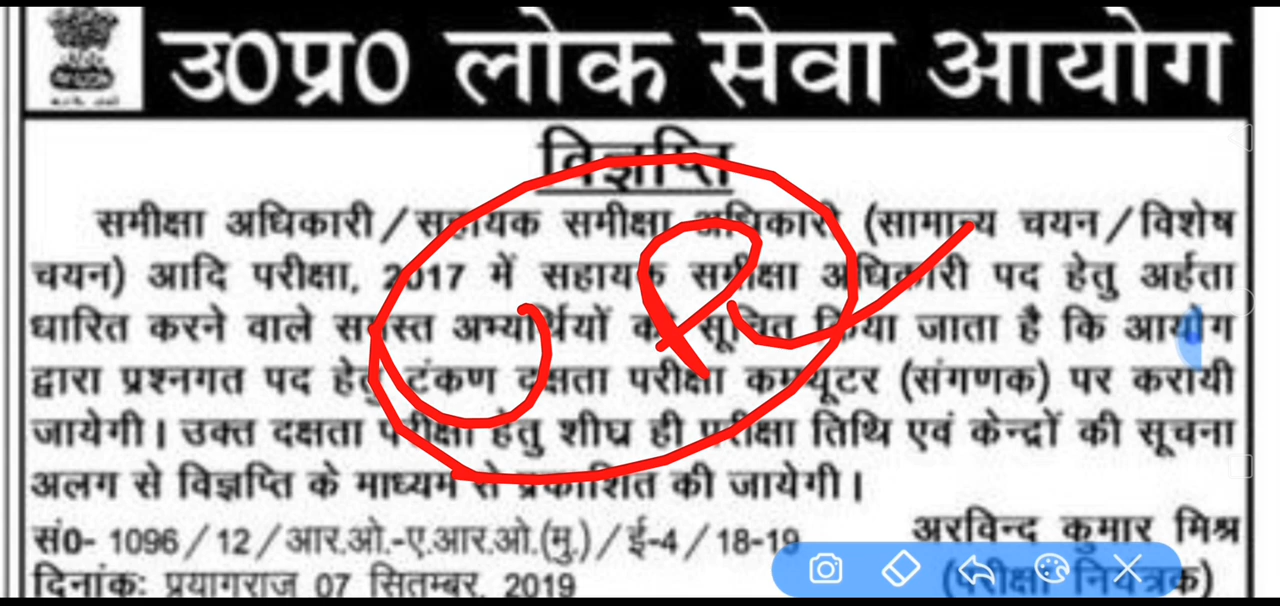 उ0प्र0 लोक सेवा आयोग
विज्ञप्ति
समीक्षा अधिकारी/सहायक समीक्षा अधिकारी (सामान्य चयन/विशेष
चयन) आदि परीक्षा, 2017 में सहायक समीक्षा अधिकारी पद हेतु अर्हता
धारित करने वाले समस्त अभ्यर्थियों को सूचित किया जाता है कि आयोग
द्वारा प्रश्नगत पद हेतु टंकण दक्षता परीक्षा कम्प्यूटर (संगणक) पर करायी
जायेगी। उक्त दक्षता परीक्षा हेतु शीघ्र ही परीक्षा तिथि एवं केन्द्रों की सूचना
अलग से विज्ञप्ति के माध्यम से प्रकाशित की जायेगी।
सं0- 1096/12/आर.ओ.-ए.आर.ओ.(मु.)/ई-4/18-19
अरविन्द कुमार मिश्र
दिनांक: प्रयागराज 07 सितम्बर, 2019
(परीक्षा नियंत्रक)